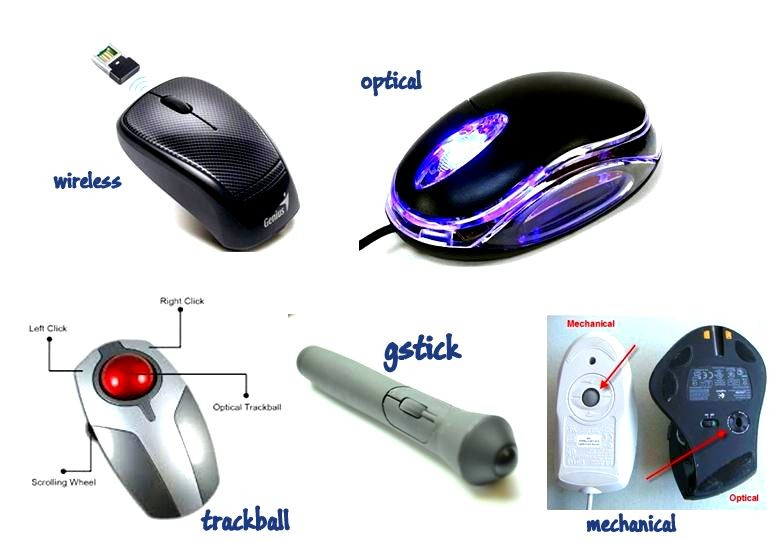 optical
wireless
Genius
Right Click
Left Click
Optical Trackball
Scrolling Wheel
trackball
gstick
Mechanical
Optical
mechanical